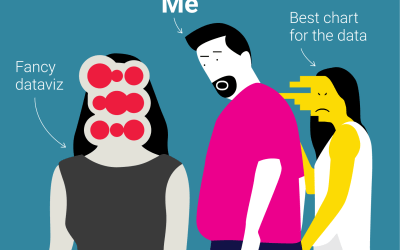 Me
Best chart
for the data
Fancy
dataviz